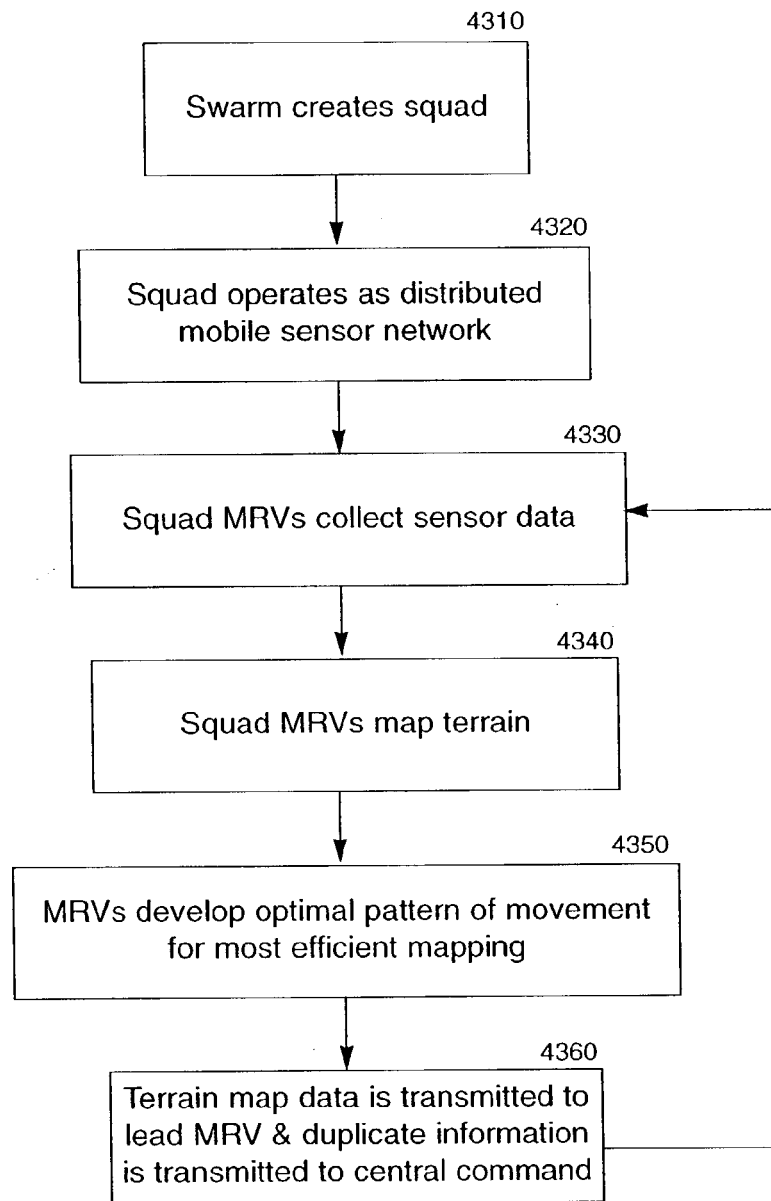 4310
Swarm creates squad
4320
Squad operates as distributed
mobile sensor network
4330
Squad MRVs collect sensor data
4340
Squad MRVs map terrain
4350
MRVs develop optimal pattern of movement
for most efficient mapping
4360
Terrain map data is transmitted to
lead MRV & duplicate information
is transmitted to central command